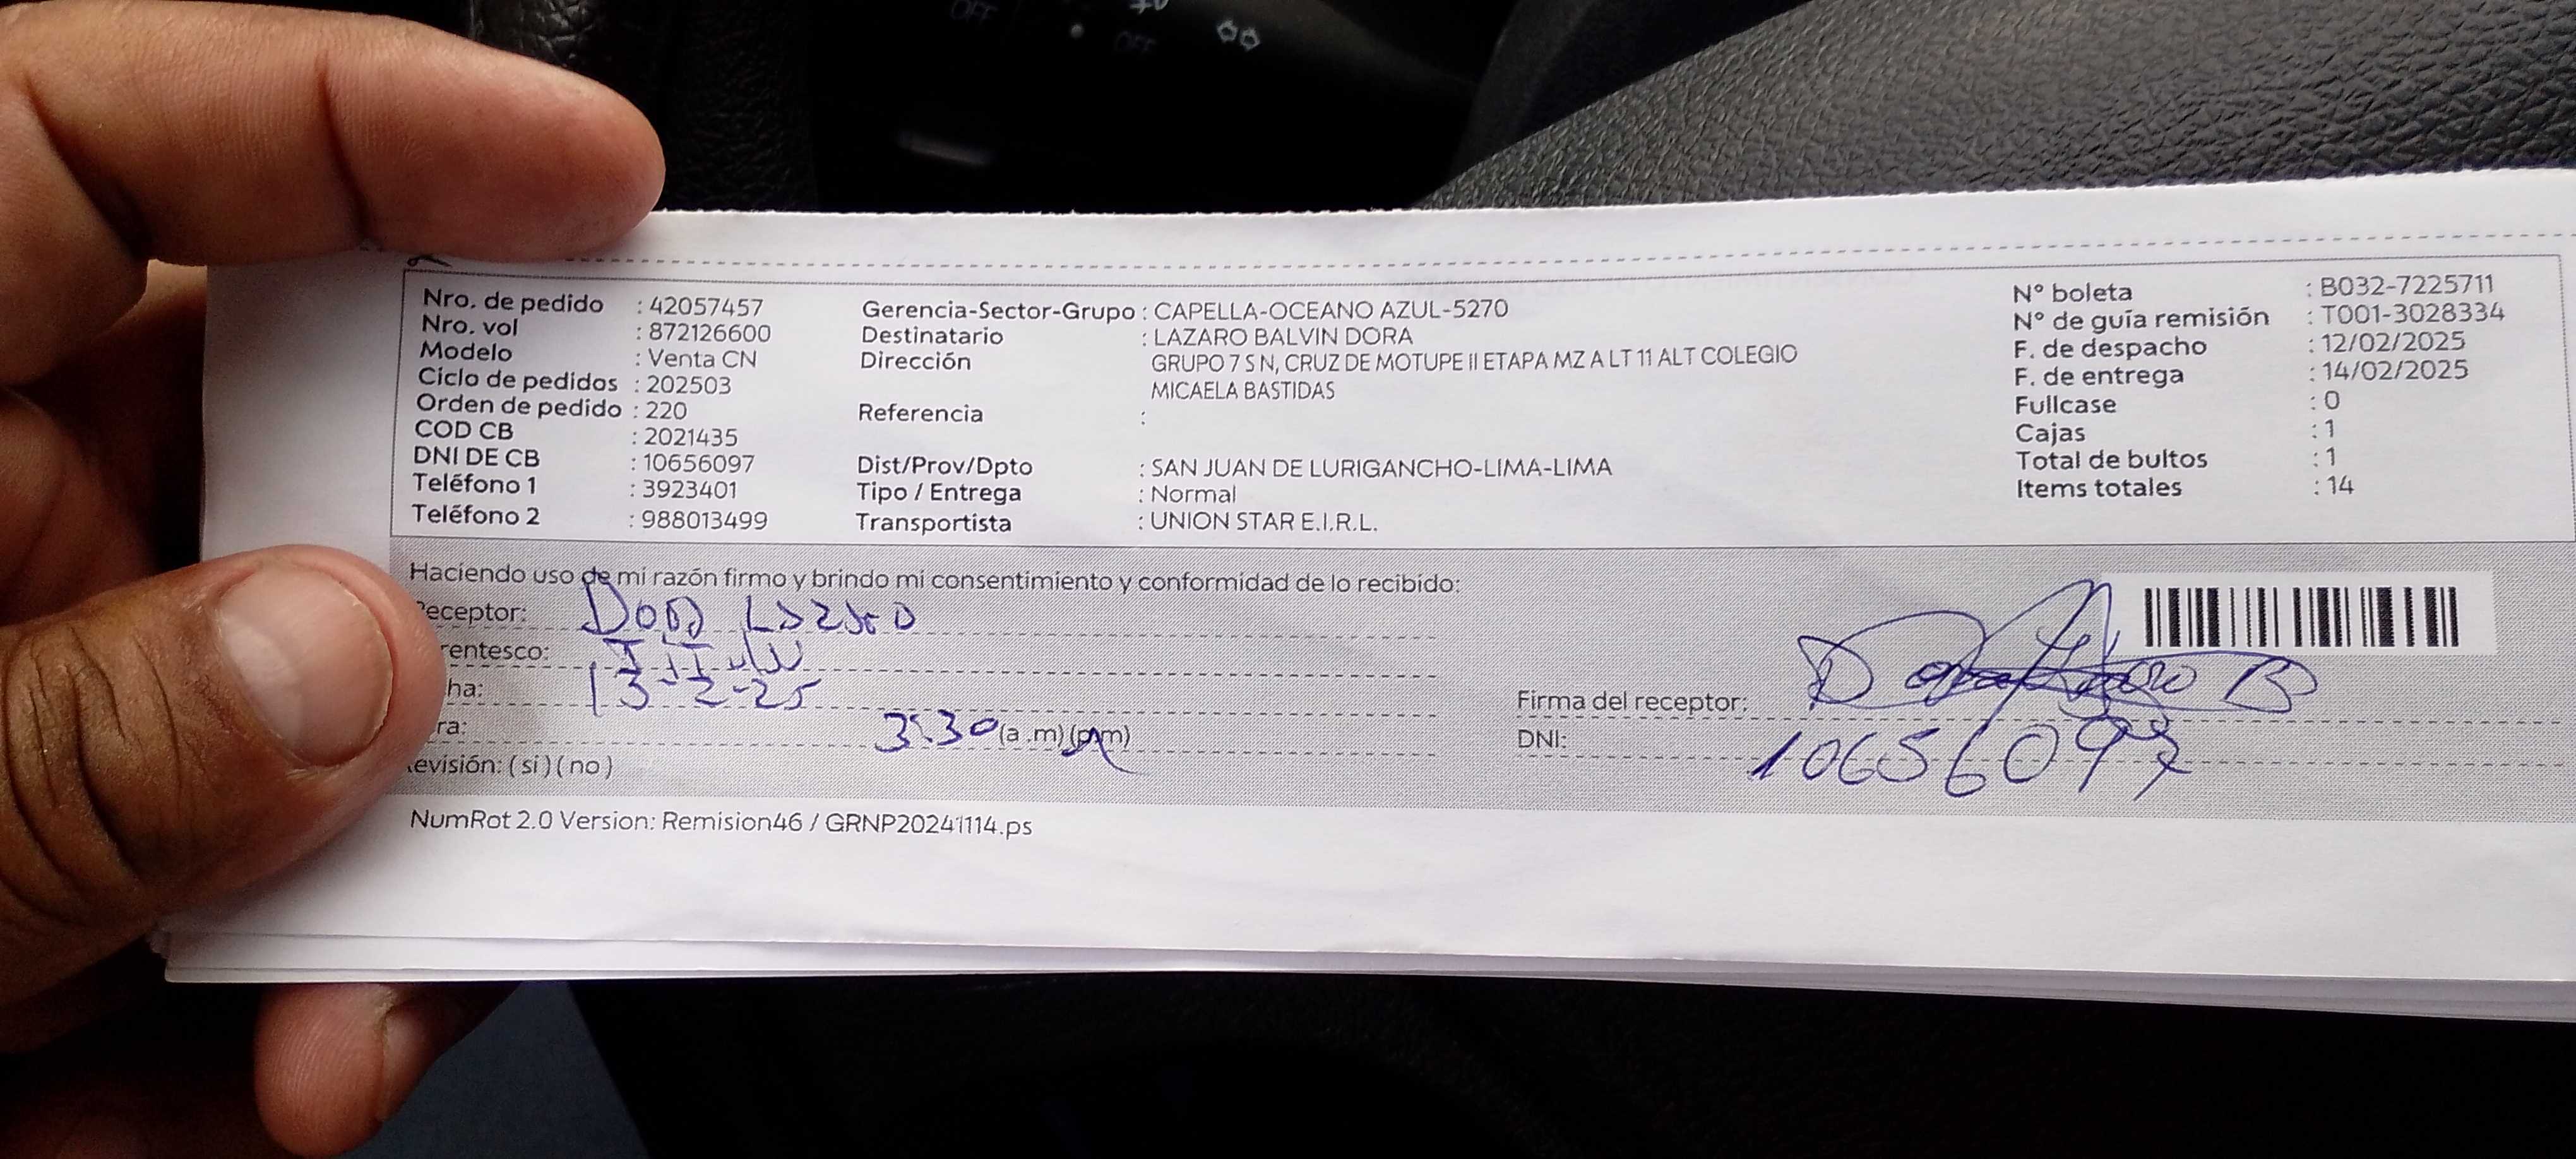 OFF
OFF
Nro. de pedido : 42057457
Nro. vol : 872126600
Modelo : Venta CN
Ciclo de pedidos : 202503
Orden de pedido : 220
COD CB : 2021435
DNI DE CB : 10656097
Teléfono 1 : 3923401
Teléfono 2 : 988013499
Gerencia-Sector-Grupo : CAPELLA-OCEANO AZUL-5270
Destinatario : LAZARO BALVIN DORA
Dirección GRUPO 7 S N, CRUZ DE MOTUPE II ETAPA MZ A LT 11 ALT COLEGIO
MICAELA BASTIDAS
Referencia :
Dist/Prov/Dpto : SAN JUAN DE LURIGANCHO-LIMA-LIMA
Tipo / Entrega : Normal
Transportista : UNION STAR E.I.R.L.
N° boleta : B032-7225711
N° de guía remisión : T001-3028334
F. de despacho : 12/02/2025
F. de entrega : 14/02/2025
Fullcase : 0
Cajas : 1
Total de bultos : 1
Items totales : 14
Haciendo uso de mi razón firmo y brindo mi consentimiento y conformidad de lo recibido:
eceptor: Dora Lazaro
rentesco:
ha: 13-2-25
ra: 3:30 (a.m) (p.m)
evisión: ( si ) ( no )
Firma del receptor:
DNI: 10656097
NumRot 2.0 Version: Remision46 / GRNP20241114.ps